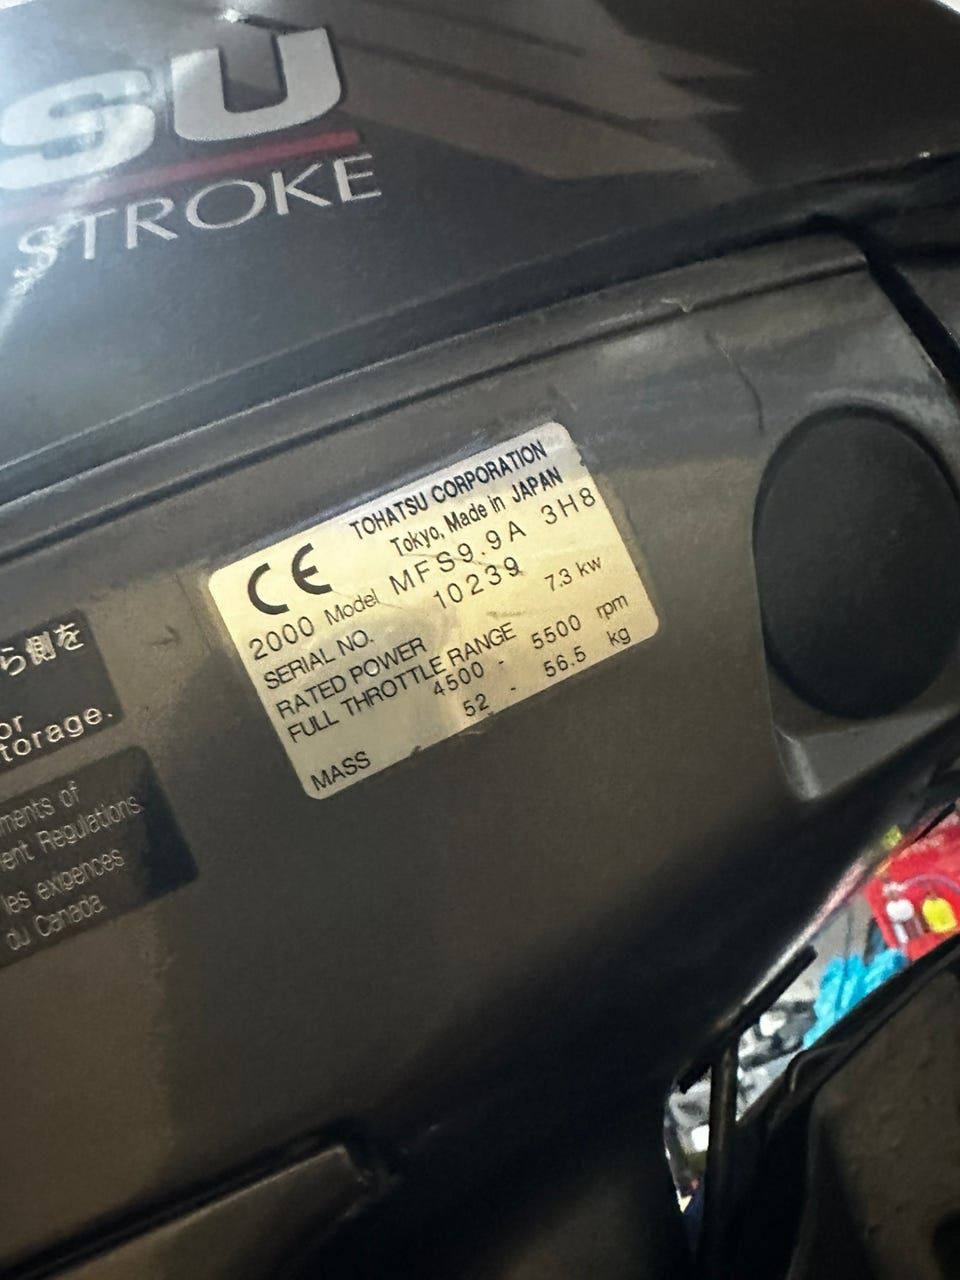 SU
STROKE
TOHATSU CORPORATION
Tokyo, Made in JAPAN
CE
2000 Model MFS9.9A 3H8
SERIAL NO. 10239
RATED POWER 7.3 kw
FULL THROTTLE RANGE
4500 - 5500 rpm
MASS 52 - 56.5 kg
ら側を
or
torage.
ments of
ent Regulations
les exigences
du Canada